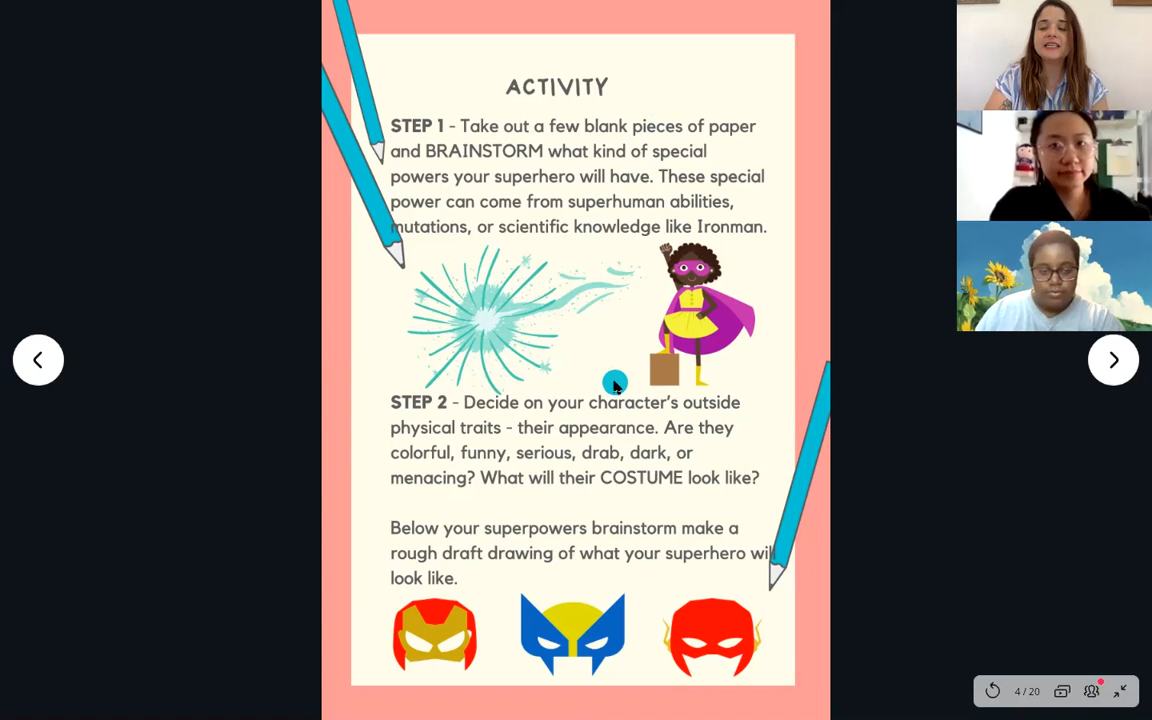 ACTIVITY
STEP 1 - Take out a few blank pieces of paper
and BRAINSTORM what kind of special
powers your superhero will have. These special
power can come from superhuman abilities,
mutations, or scientific knowledge like Ironman.
STEP 2 - Decide on your character's outside
physical traits - their appearance. Are they
colorful, funny, serious, drab, dark, or
menacing? What will their COSTUME look like?
Below your superpowers brainstorm make a
rough draft drawing of what your superhero will
look like.
4 / 20